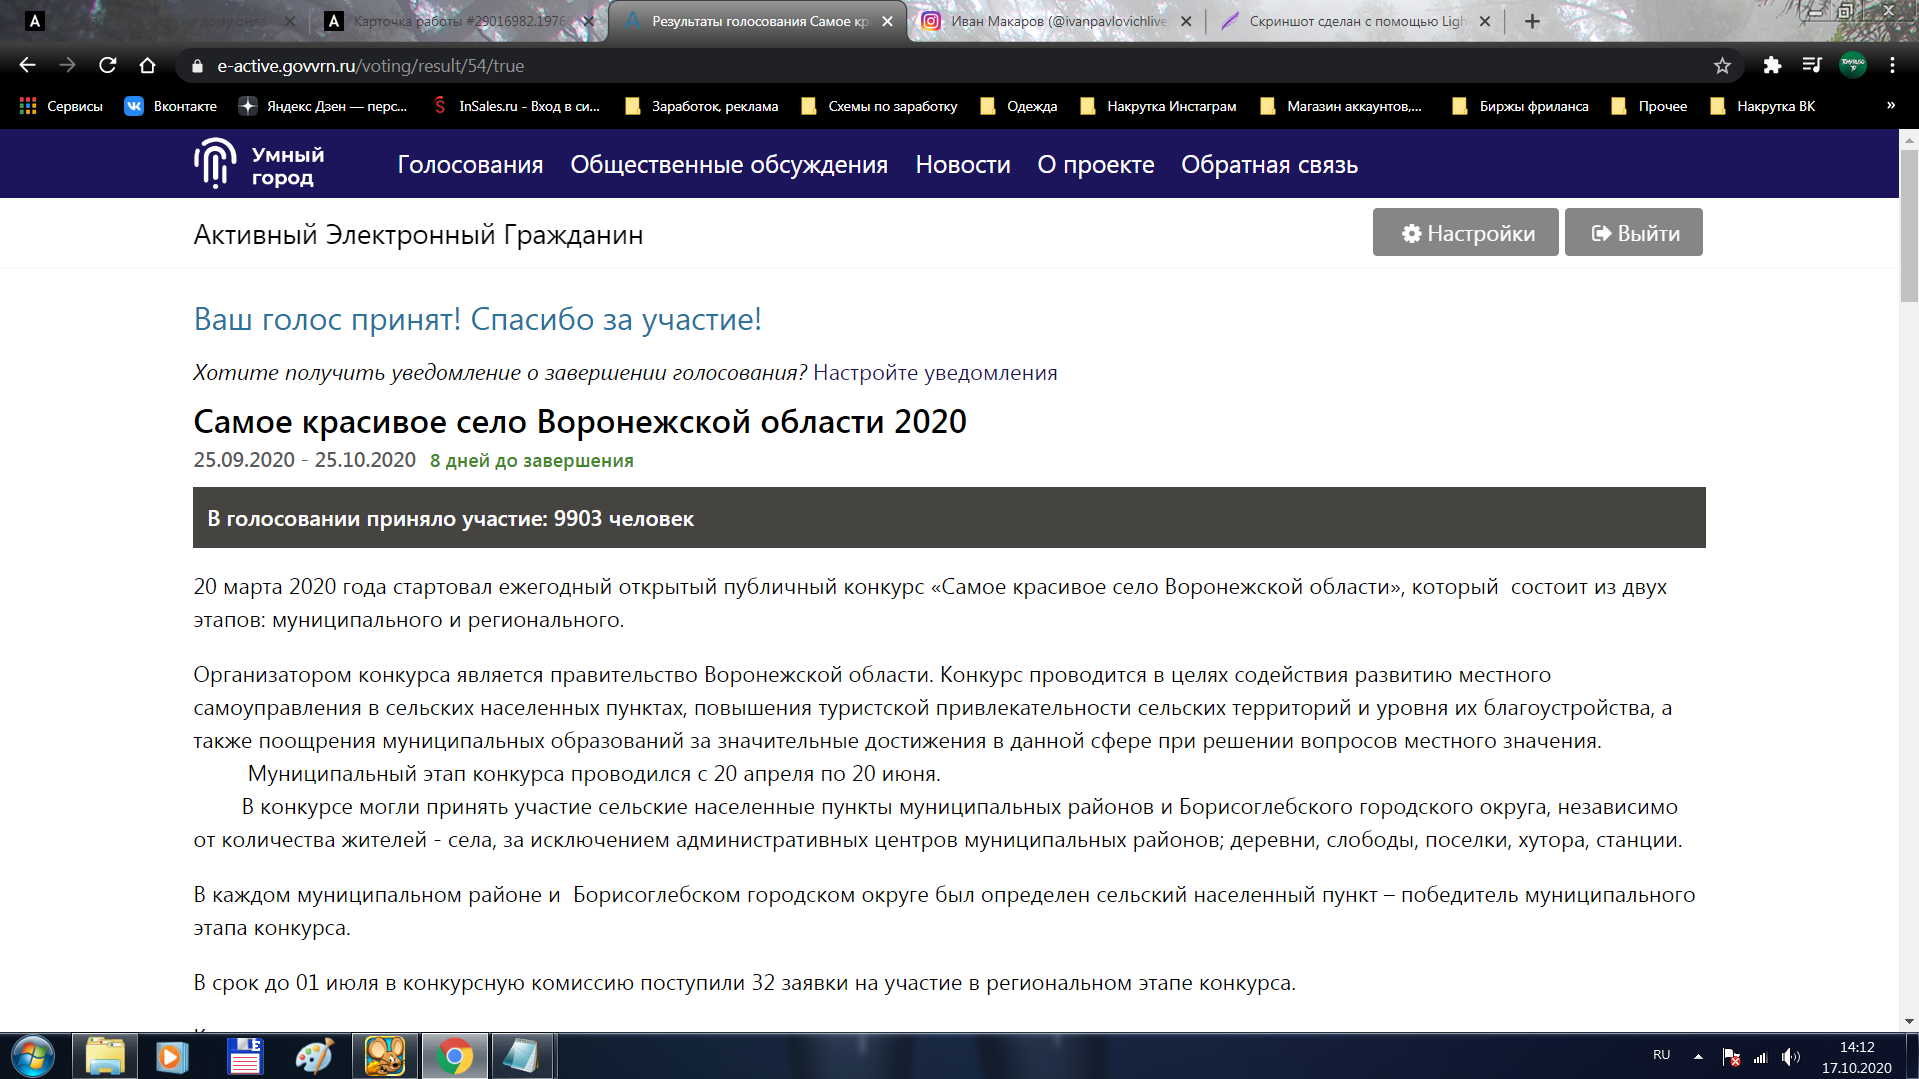 Карточка работы #29016982.1976
Результаты голосования Самое кр
Иван Макаров (@ivanpavlovichlive
Скриншот сделан с помощью Ligh
e-active.govvrn.ru/voting/result/54/true
Сервисы
Вконтакте
Яндекс Дзен — перс...
InSales.ru - Вход в си...
Заработок, реклама
Схемы по заработку
Одежда
Накрутка Инстаграм
Магазин аккаунтов,...
Биржы фриланса
Прочее
Накрутка ВК
»
Умный
город
Голосования
Общественные обсуждения
Новости
О проекте
Обратная связь
Активный Электронный Гражданин
Настройки
Выйти
Ваш голос принят! Спасибо за участие!
Хотите получить уведомление о завершении голосования? Настройте уведомления
Самое красивое село Воронежской области 2020
25.09.2020 - 25.10.2020 8 дней до завершения
В голосовании приняло участие: 9903 человек
20 марта 2020 года стартовал ежегодный открытый публичный конкурс «Самое красивое село Воронежской области», который состоит из двух
этапов: муниципального и регионального.
Организатором конкурса является правительство Воронежской области. Конкурс проводится в целях содействия развитию местного
самоуправления в сельских населенных пунктах, повышения туристской привлекательности сельских территорий и уровня их благоустройства, а
также поощрения муниципальных образований за значительные достижения в данной сфере при решении вопросов местного значения.
Муниципальный этап конкурса проводился с 20 апреля по 20 июня.
В конкурсе могли принять участие сельские населенные пункты муниципальных районов и Борисоглебского городского округа, независимо
от количества жителей - села, за исключением административных центров муниципальных районов; деревни, слободы, поселки, хутора, станции.
В каждом муниципальном районе и Борисоглебском городском округе был определен сельский населенный пункт – победитель муниципального
этапа конкурса.
В срок до 01 июля в конкурсную комиссию поступили 32 заявки на участие в региональном этапе конкурса.
RU
14:12
17.10.2020